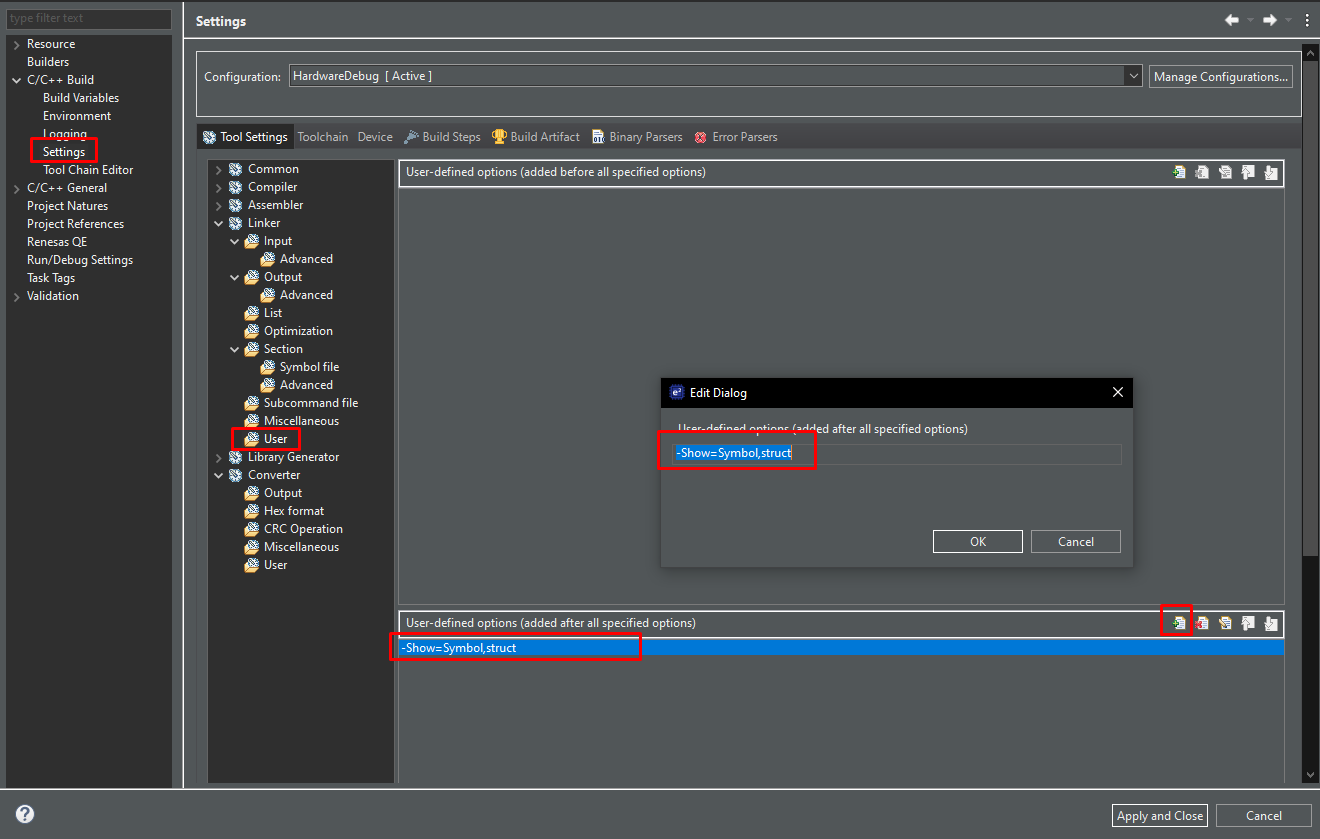 type filter text
Resource
Builders
C/C++ Build
Build Variables
Environment
Logging
Settings
Tool Chain Editor
C/C++ General
Project Natures
Project References
Renesas QE
Run/Debug Settings
Task Tags
Validation
Settings
Configuration: HardwareDebug [ Active ] Manage Configurations...
Tool Settings Toolchain Device Build Steps Build Artifact Binary Parsers Error Parsers
Common
Compiler
Assembler
Linker
Input
Advanced
Output
Advanced
List
Optimization
Section
Symbol file
Advanced
Subcommand file
Miscellaneous
User
Library Generator
Converter
Output
Hex format
CRC Operation
Miscellaneous
User
User-defined options (added before all specified options)
e² Edit Dialog
User-defined options (added after all specified options)
-Show=Symbol,struct
OK Cancel
User-defined options (added after all specified options)
-Show=Symbol,struct
Apply and Close Cancel